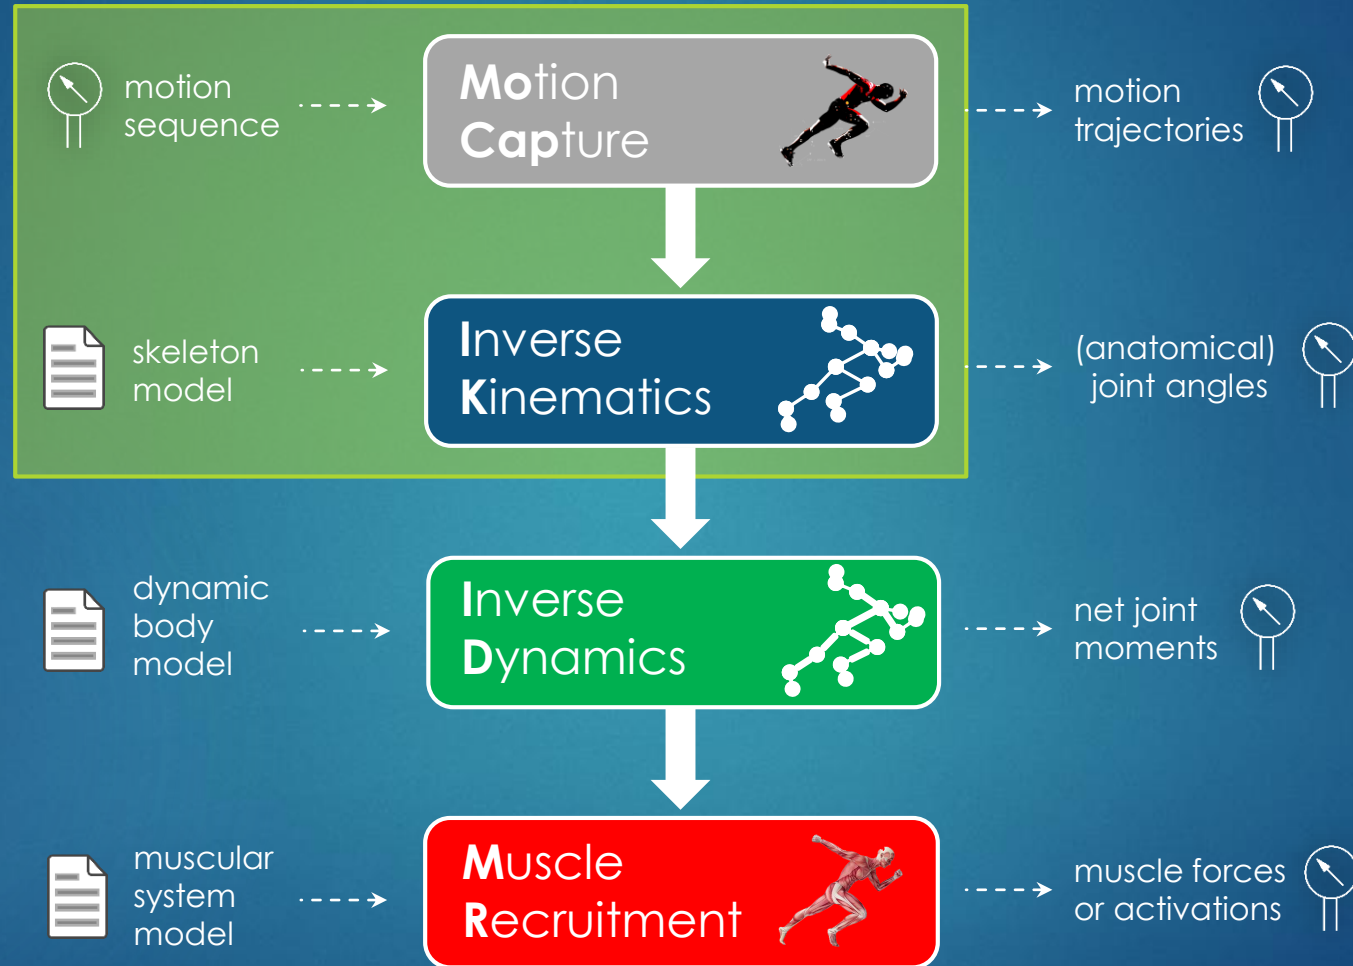 motion
sequence
Motion
Capture
motion
trajectories
skeleton
model
Inverse
Kinematics
(anatomical)
joint angles
dynamic
body
model
Inverse
Dynamics
net joint
moments
muscular
system
model
Muscle
Recruitment
muscle forces
or activations